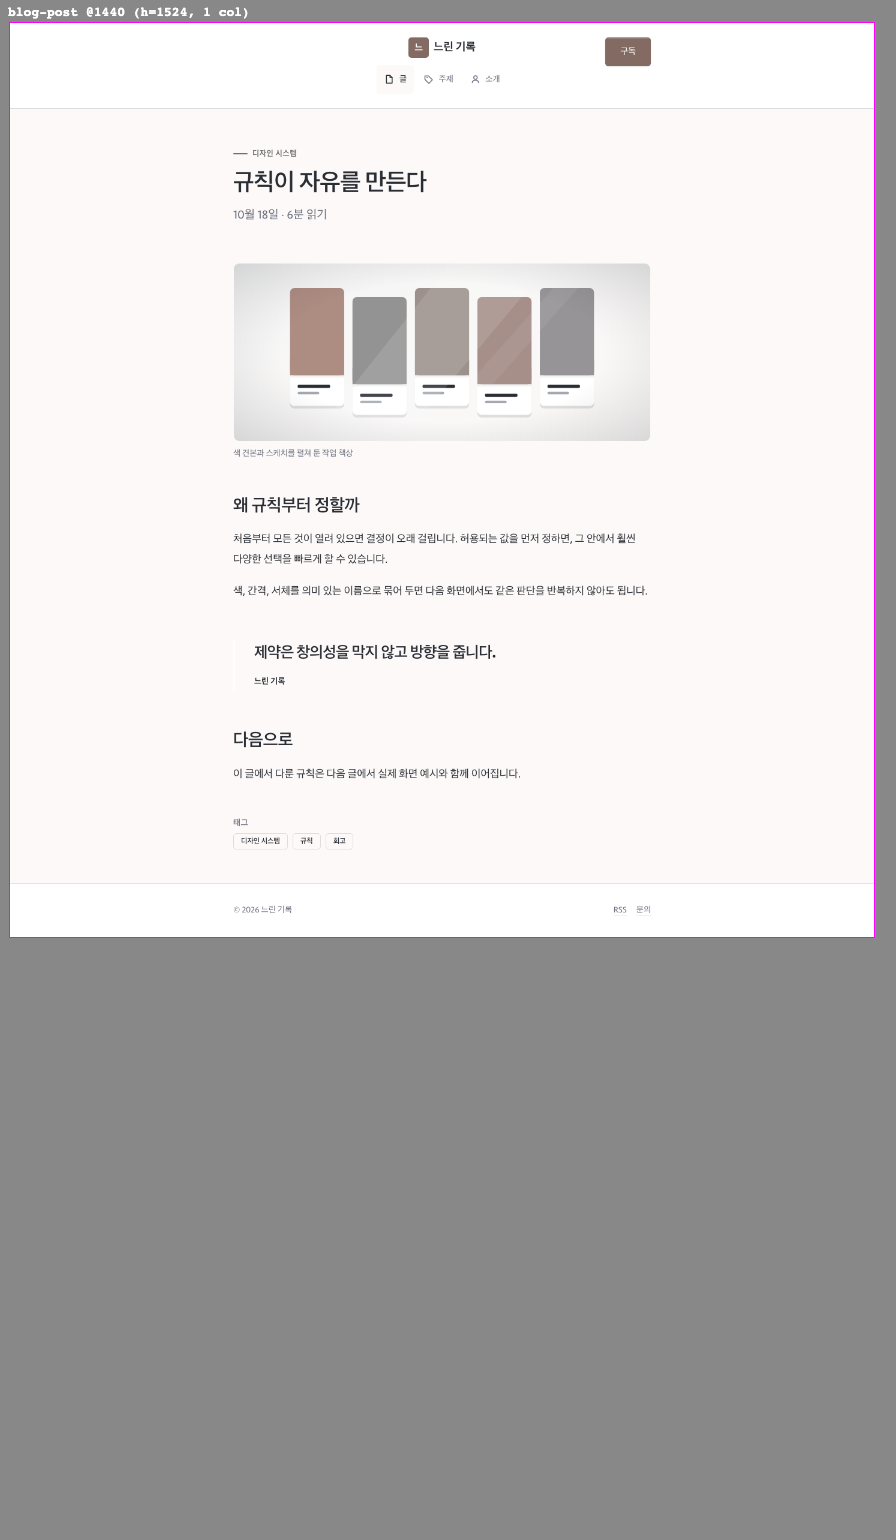 blog-post @1440 (h=1524, 1 col)
느 느린 기록
구독
글 주제 소개
디자인 시스템
규칙이 자유를 만든다
10월 18일 · 6분 읽기
색 견본과 스케치를 펼쳐 둔 작업 책상
왜 규칙부터 정할까
처음부터 모든 것이 열려 있으면 결정이 오래 걸립니다. 허용되는 값을 먼저 정하면, 그 안에서 훨씬
다양한 선택을 빠르게 할 수 있습니다.
색, 간격, 서체를 의미 있는 이름으로 묶어 두면 다음 화면에서도 같은 판단을 반복하지 않아도 됩니다.
제약은 창의성을 막지 않고 방향을 줍니다.
느린 기록
다음으로
이 글에서 다룬 규칙은 다음 글에서 실제 화면 예시와 함께 이어집니다.
태그
디자인 시스템 규칙 회고
© 2026 느린 기록
RSS 문의